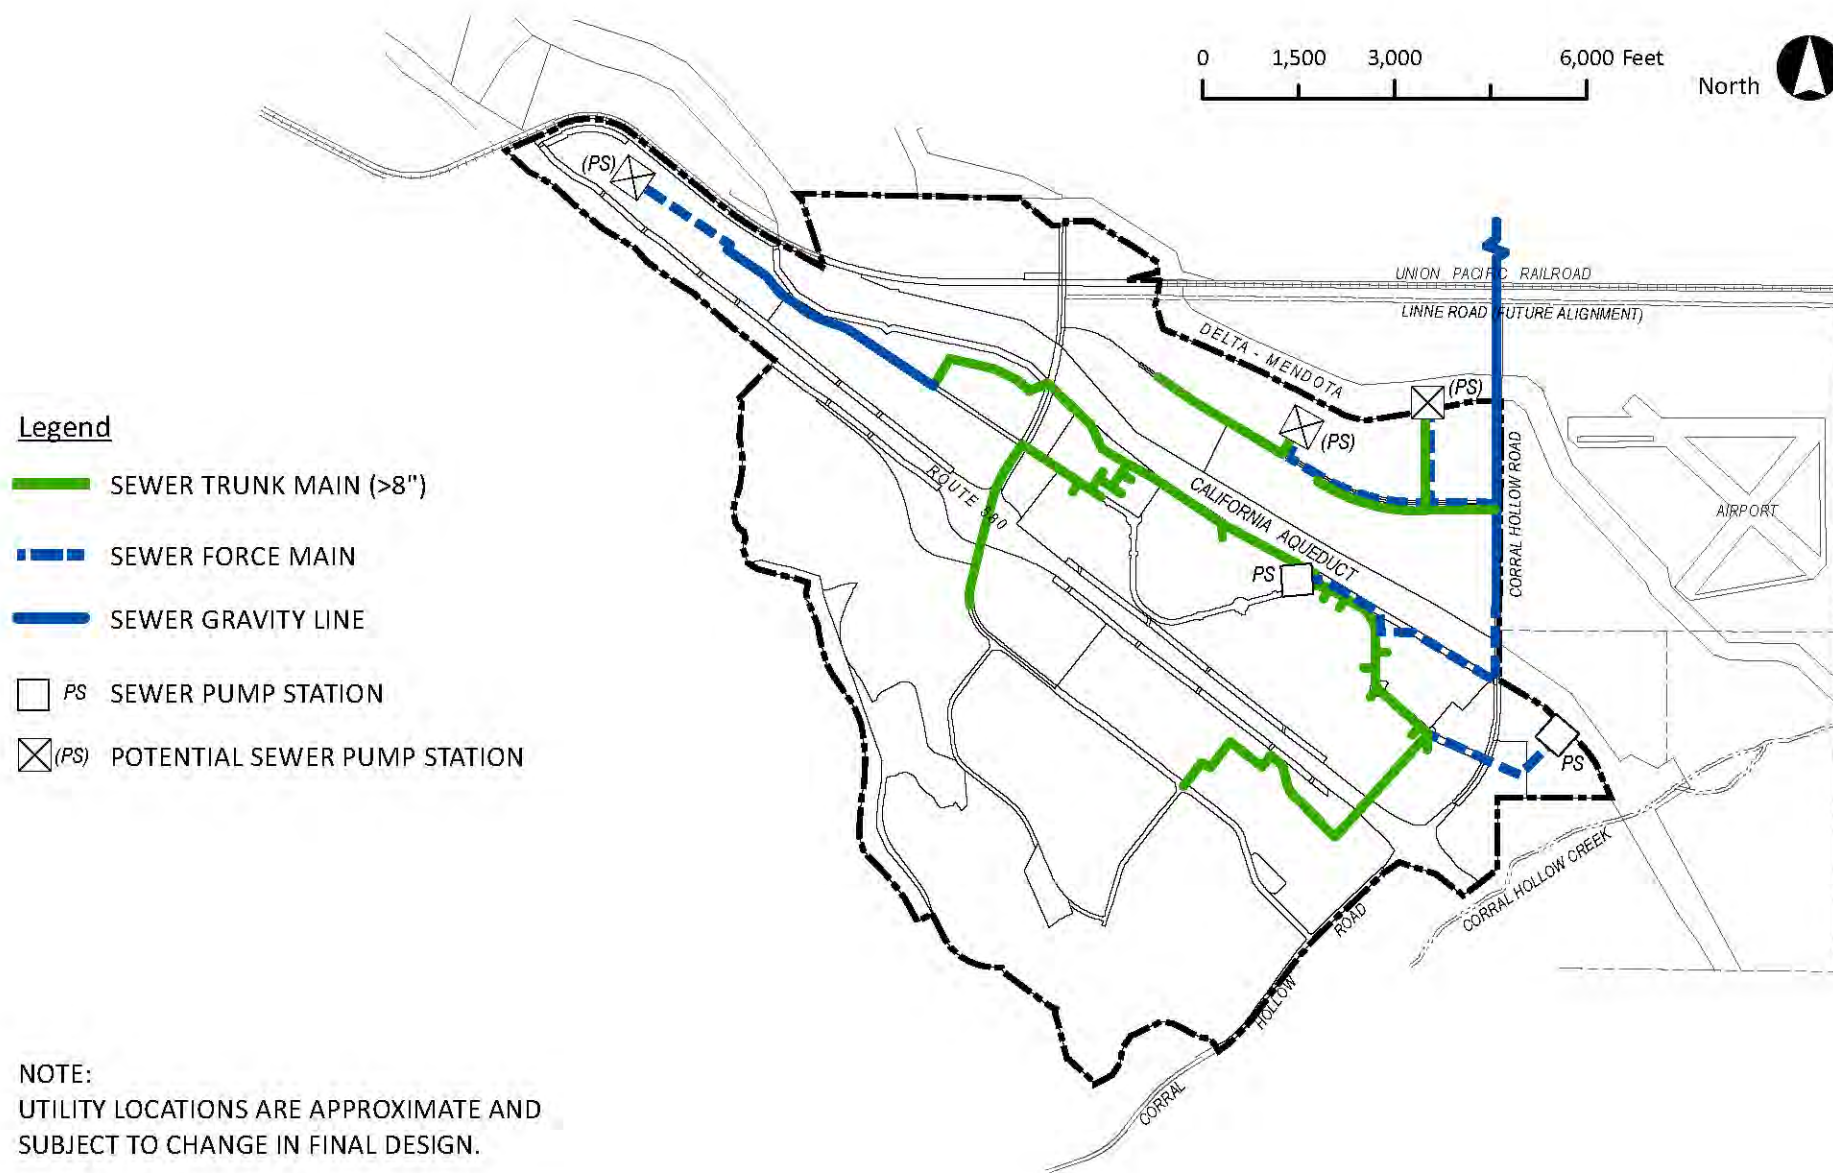 0 1,500 3,000 6,000 Feet
North
(PS)
UNION PACIFIC RAILROAD
LINNE ROAD (FUTURE ALIGNMENT)
DELTA - MENDOTA
(PS)
(PS)
CORRAL HOLLOW ROAD
AIRPORT
CALIFORNIA AQUEDUCT
ROUTE 580
PS
PS
CORRAL HOLLOW CREEK
CORRAL HOLLOW ROAD
Legend
SEWER TRUNK MAIN (>8")
SEWER FORCE MAIN
SEWER GRAVITY LINE
PS SEWER PUMP STATION
(PS) POTENTIAL SEWER PUMP STATION
NOTE:
UTILITY LOCATIONS ARE APPROXIMATE AND
SUBJECT TO CHANGE IN FINAL DESIGN.